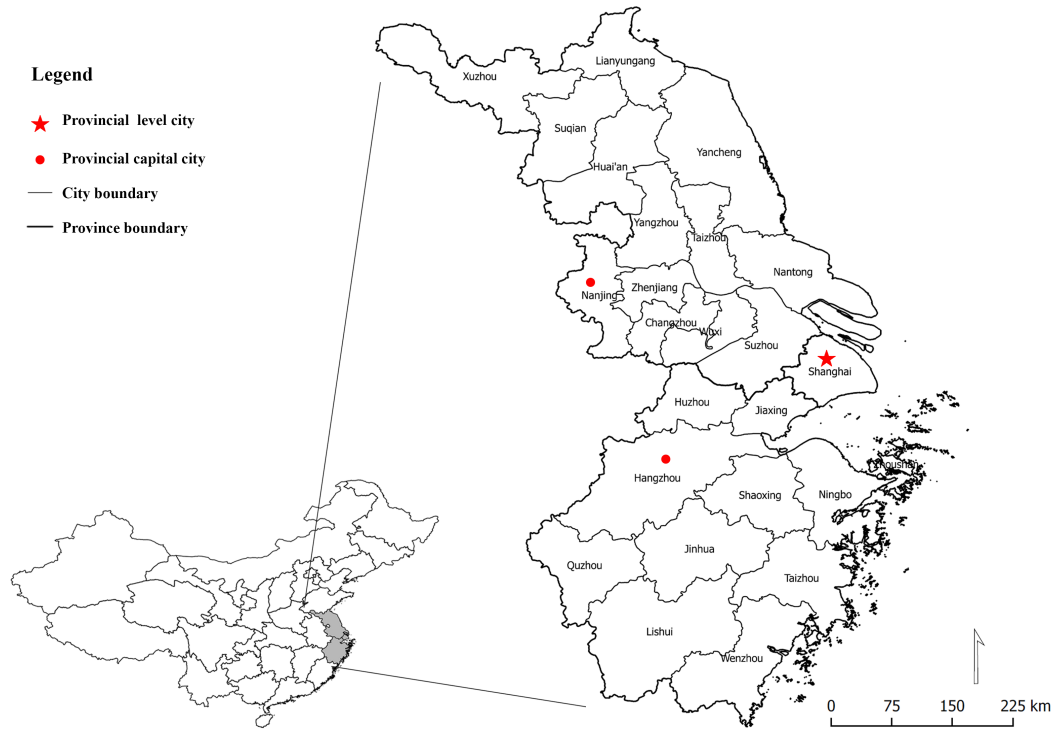 Legend
Provincial level city
Provincial capital city
City boundary
Province boundary
Lianyungang
Xuzhou
Suqian
Yancheng
Huai'an
Yangzhou
Taizhou
Nantong
Zhenjiang
Nanjing
Changzhou
Wuxi
Suzhou
Shanghai
Huzhou
Jiaxing
Zhoushan
Hangzhou
Shaoxing
Ningbo
Jinhua
Quzhou
Taizhou
Lishui
Wenzhou
0 75 150 225 km